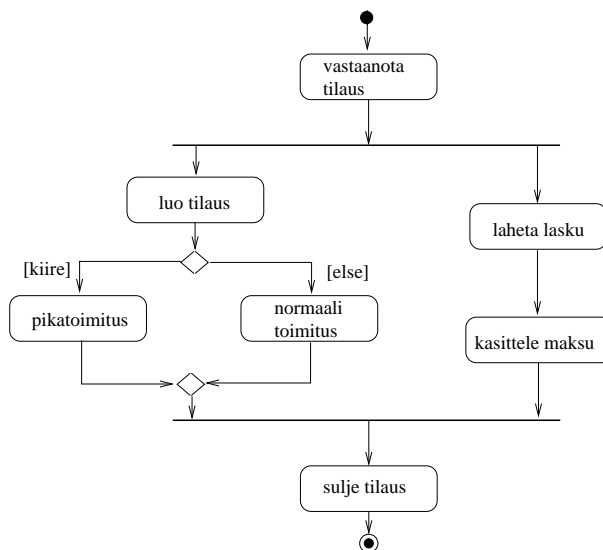 vastaanota
tilaus
luo tilaus
laheta lasku
[kiire]
[else]
pikatoimitus
normaali
toimitus
kasittele maksu
sulje tilaus